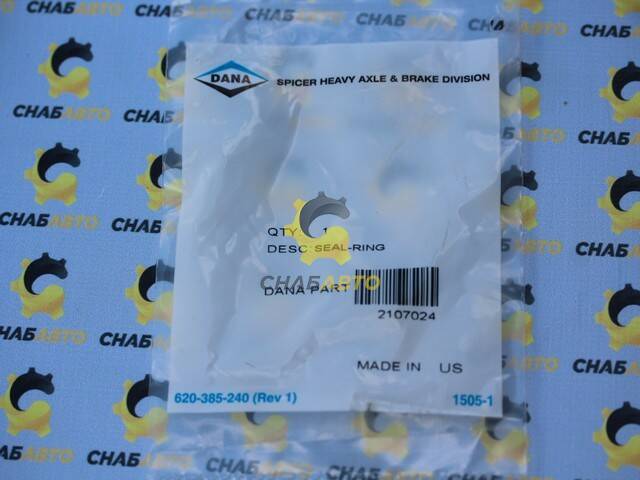 DANA
SPICER HEAVY AXLE & BRAKE DIVISION
QTY. 1
DESC: SEAL-RING
СНАБАВТО
DANA PART
2107024
MADE IN US
620-385-240 (Rev 1) 1505-1